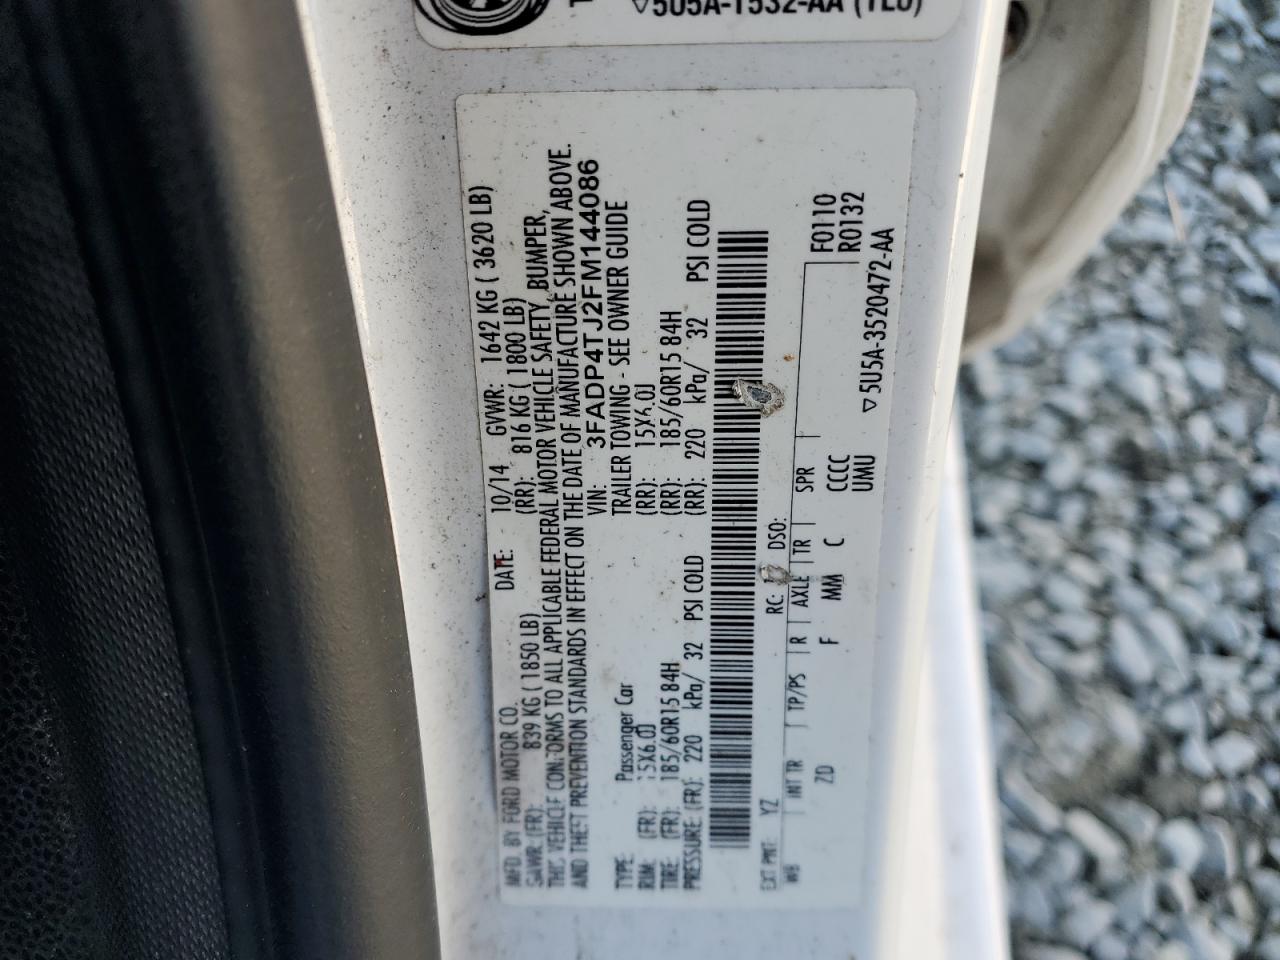 ▽5U5A-1532-AA (TLU)
MFD. BY FORD MOTOR CO. DATE: 10/14 GVWR: 1642 KG ( 3620 LB)
GAWR: (FR): 839 KG ( 1850 LB) (RR): 816 KG ( 1800 LB)
THIS VEHICLE CONFORMS TO ALL APPLICABLE FEDERAL MOTOR VEHICLE SAFETY, BUMPER,
AND THEFT PREVENTION STANDARDS IN EFFECT ON THE DATE OF MANUFACTURE SHOWN ABOVE.
VIN: 3FADP4TJ2FM144086
TYPE: Passenger Car TRAILER TOWING - SEE OWNER GUIDE
RIM: (FR): 15X6.0J (RR): 15X6.0J
TIRE: (FR): 185/60R15 84H (RR): 185/60R15 84H
PRESSURE: (FR): 220 kPa/ 32 PSI COLD (RR): 220 kPa/ 32 PSI COLD
EXT PNT: YZ RC: DSO:
WB INT TR TP/PS R AXLE TR SPR F0110
ZD F MM C CCCC R0132
UMU ▽5U5A-3520472-AA